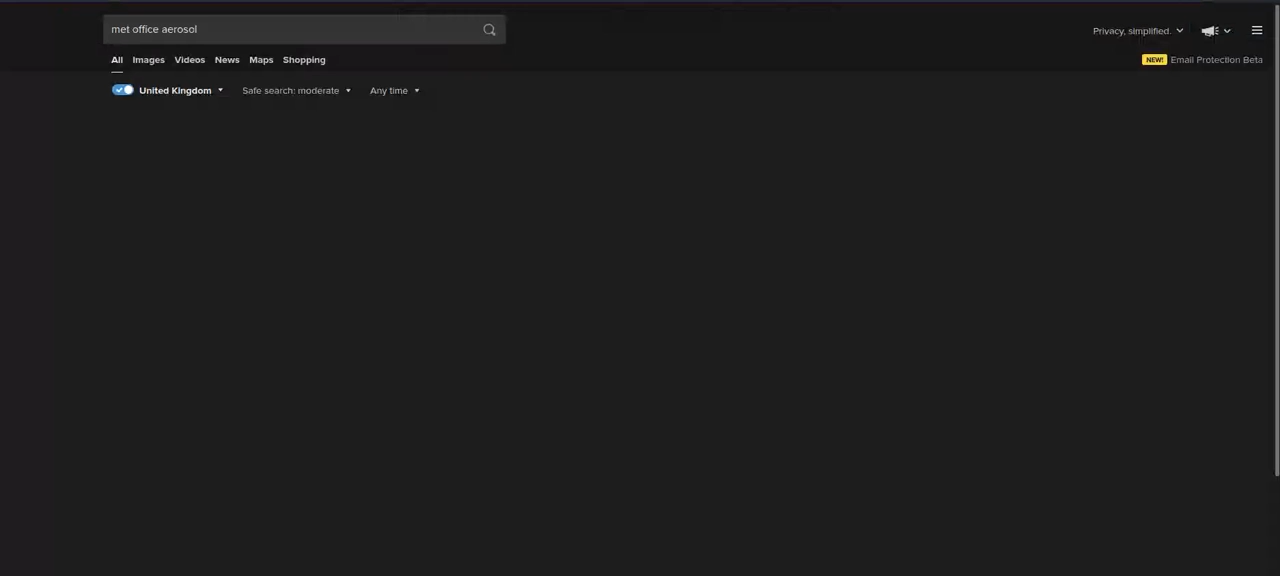 met office aerosol
Privacy, simplified.
All Images Videos News Maps Shopping
NEW! Email Protection Beta
United Kingdom Safe search: moderate Any time